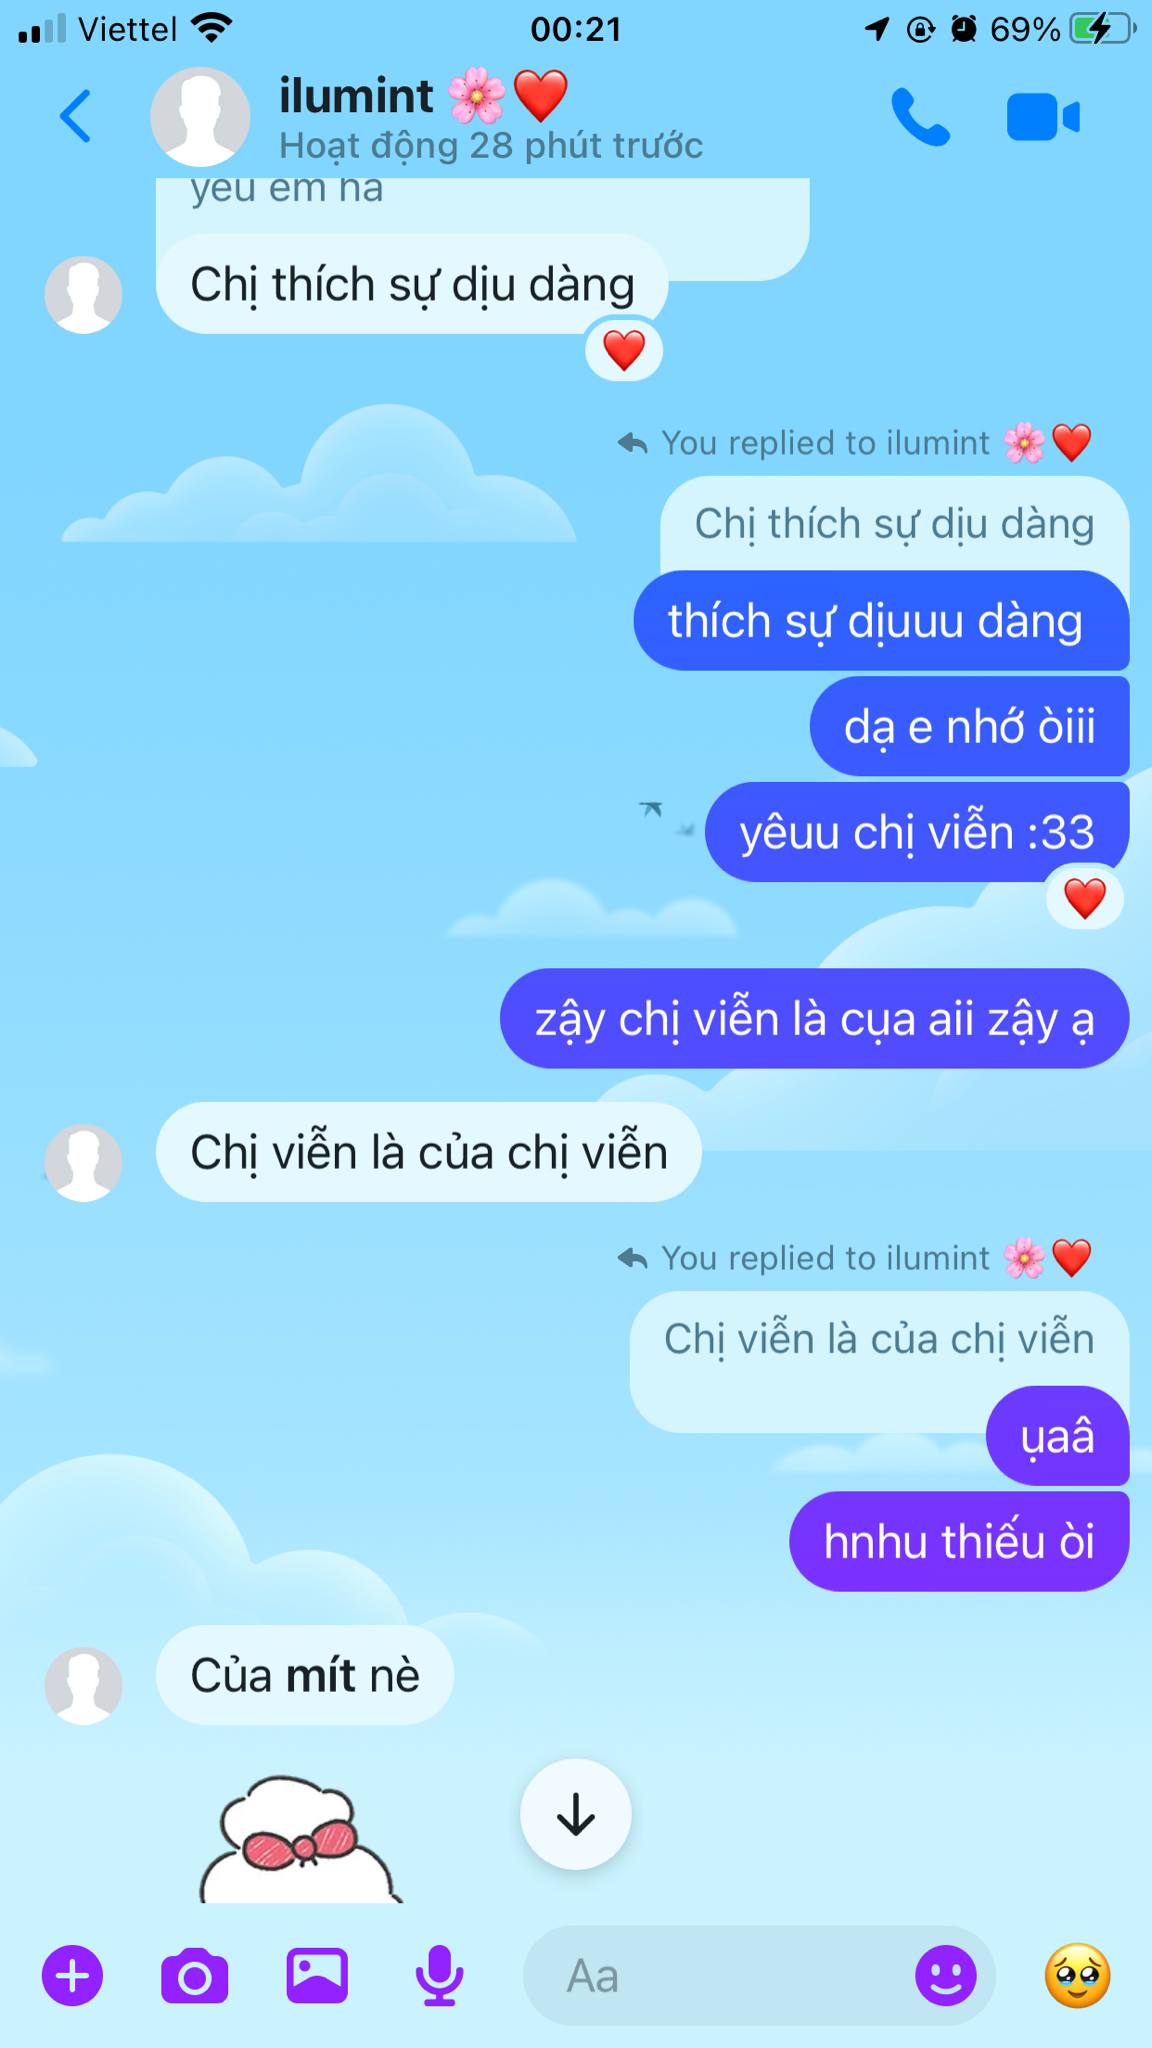 Viettel 00:21 69%
ilumint 🌸❤️
Hoạt động 28 phút trước
yêu em hả
Chị thích sự dịu dàng
❤️
You replied to ilumint 🌸❤️
Chị thích sự dịu dàng
thích sự dịuuu dàng
dạ e nhớ òiii
yêuu chị viễn :33
❤️
zậy chị viễn là cụa aii zậy ạ
Chị viễn là của chị viễn
You replied to ilumint 🌸❤️
Chị viễn là của chị viễn
ụaâ
hnhu thiếu òi
Của mít nè
Aa